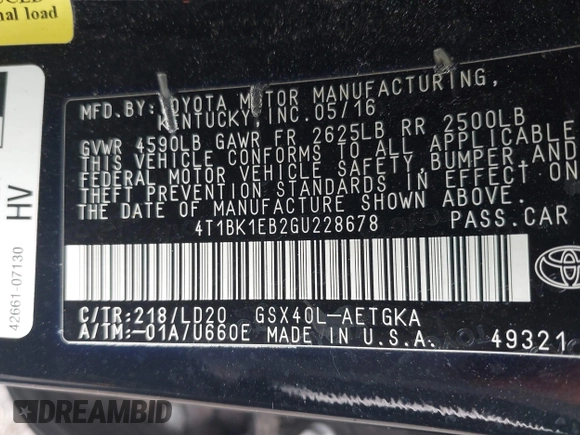 nal load
HV
42661-07130
MFD.BY:TOYOTA MOTOR MANUFACTURING,
KENTUCKY,INC.05/16
GVWR 4590LB GAWR FR 2625LB RR 2500LB
THIS VEHICLE CONFORMS TO ALL APPLICABLE
FEDERAL MOTOR VEHICLE SAFETY,BUMPER,AND
THEFT PREVENTION STANDARDS IN EFFECT ON
THE DATE OF MANUFACTURE SHOWN ABOVE.
4T1BK1EB2GU228678 PASS.CAR
C/TR:218/LD20 GSX40L-AETGKA
A/TM:-01A/U660E MADE IN U.S.A. 49321
DREAMBID